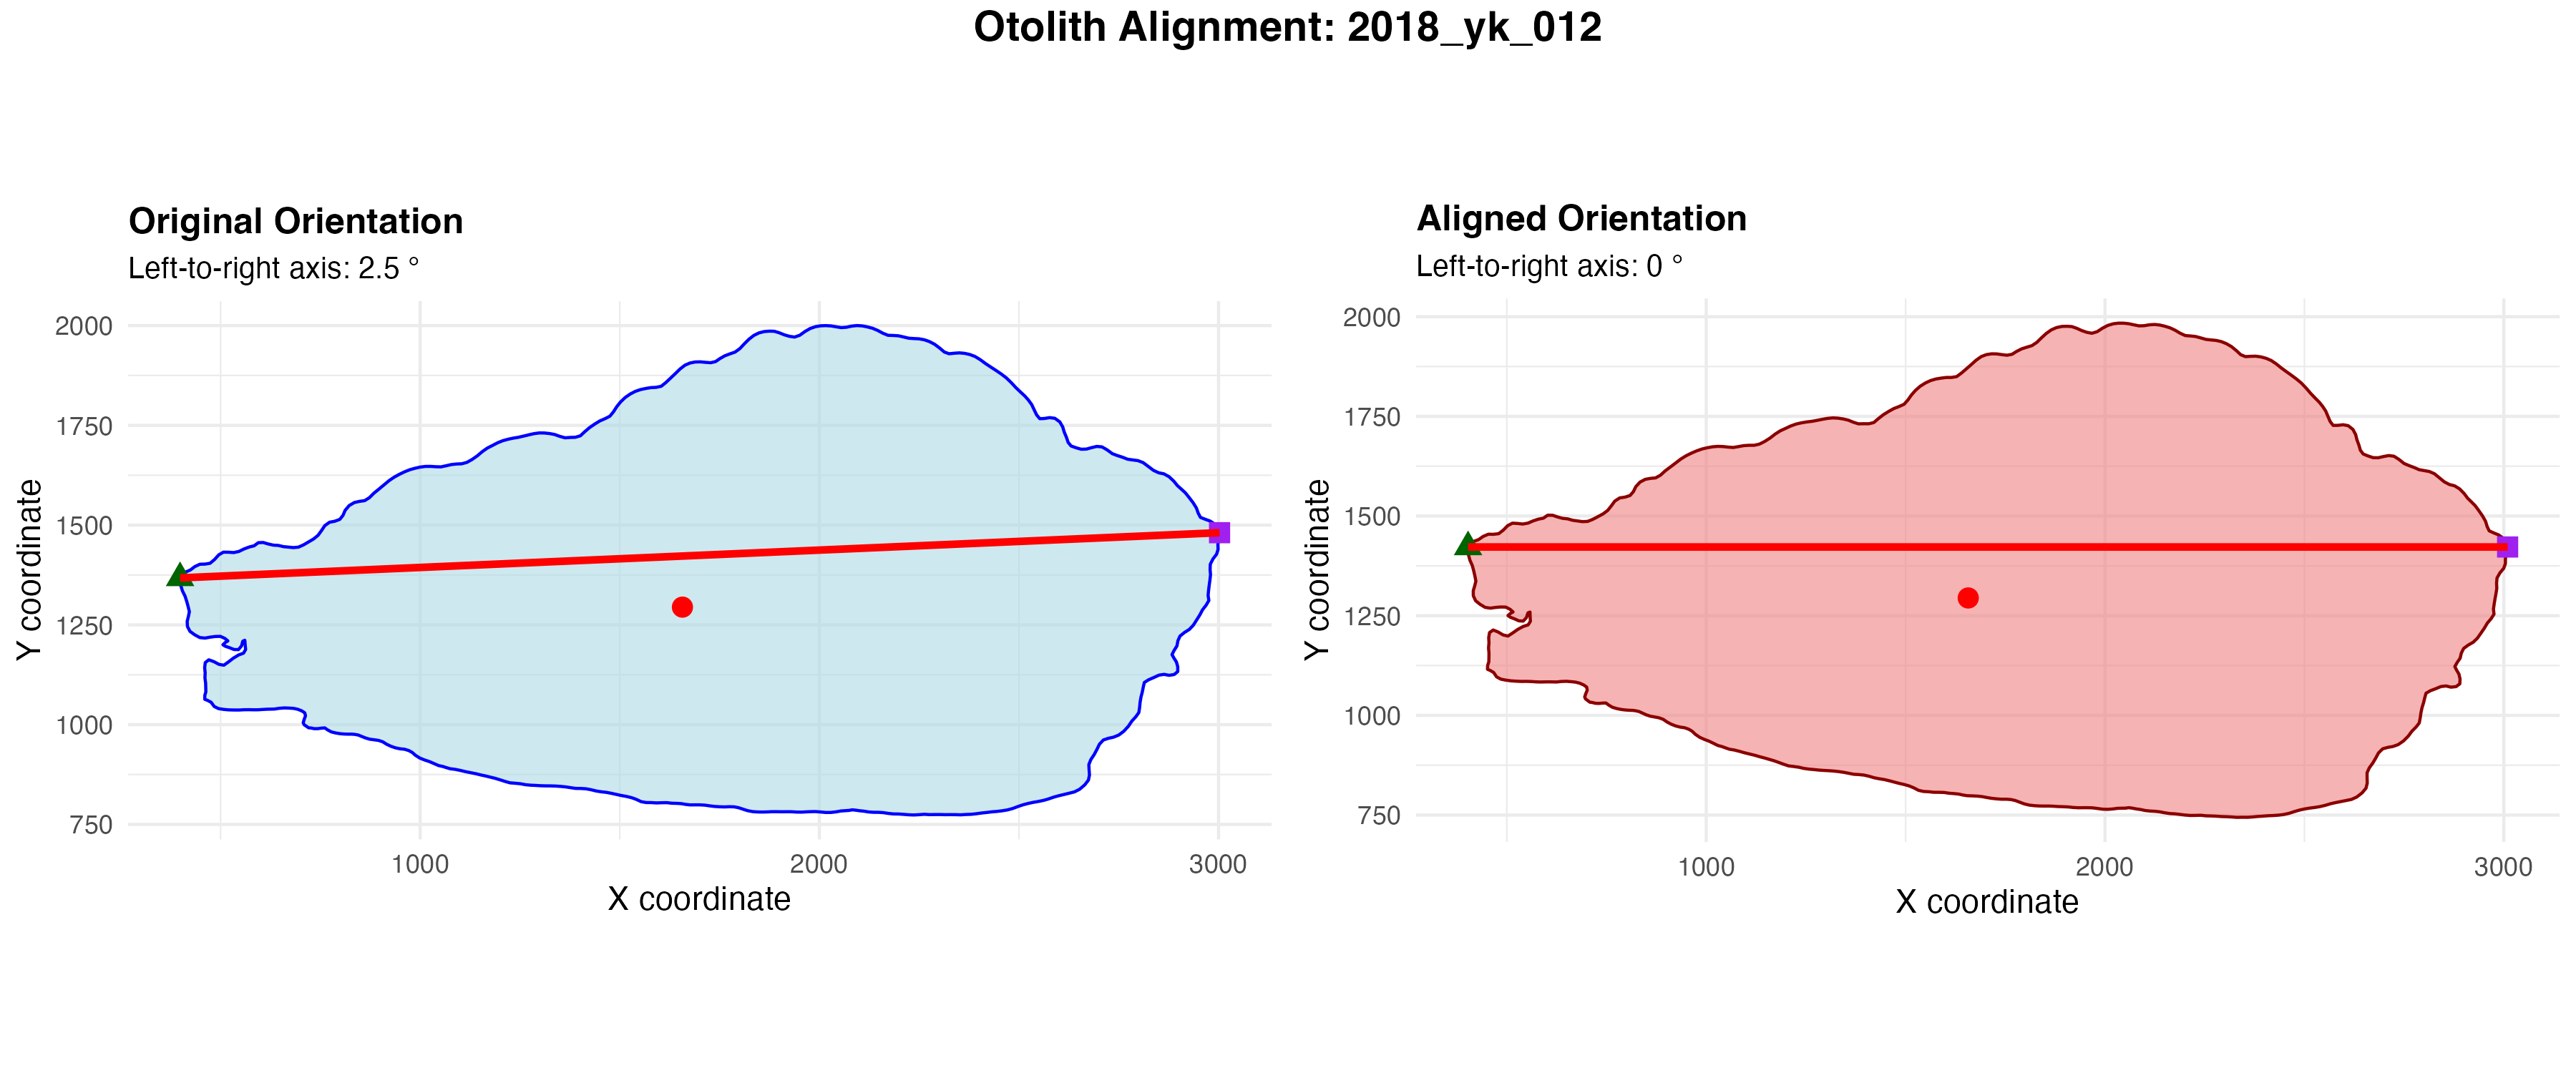 Otolith Alignment: 2018_yk_012
Original Orientation
Left-to-right axis: 2.5 °
2000
1750
1500
1250
1000
750
Y coordinate
1000
2000
3000
X coordinate
Aligned Orientation
Left-to-right axis: 0 °
2000
1750
1500
1250
1000
750
Y coordinate
1000
2000
3000
X coordinate